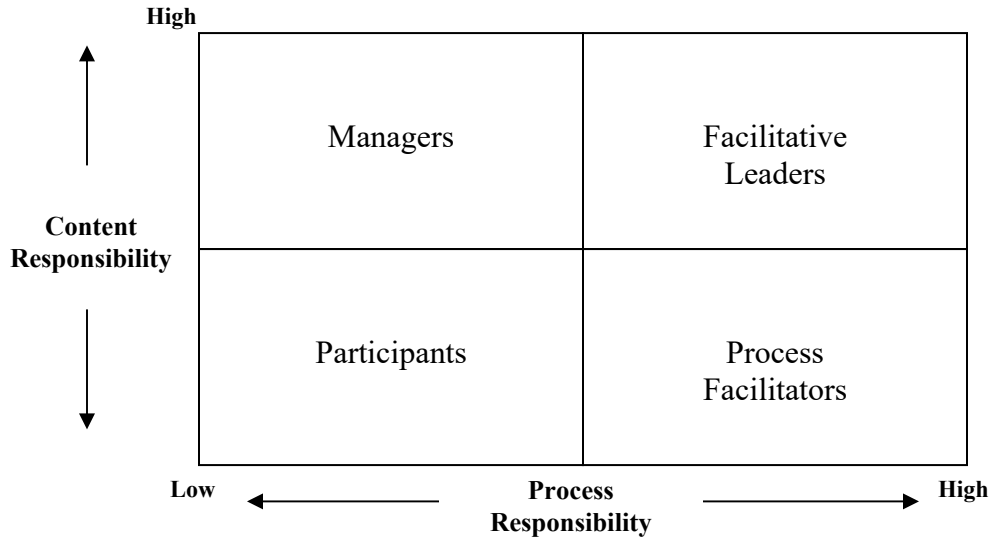 High
Managers
Facilitative
Leaders
Content
Responsibility
Participants
Process
Facilitators
Low
Process
Responsibility
High